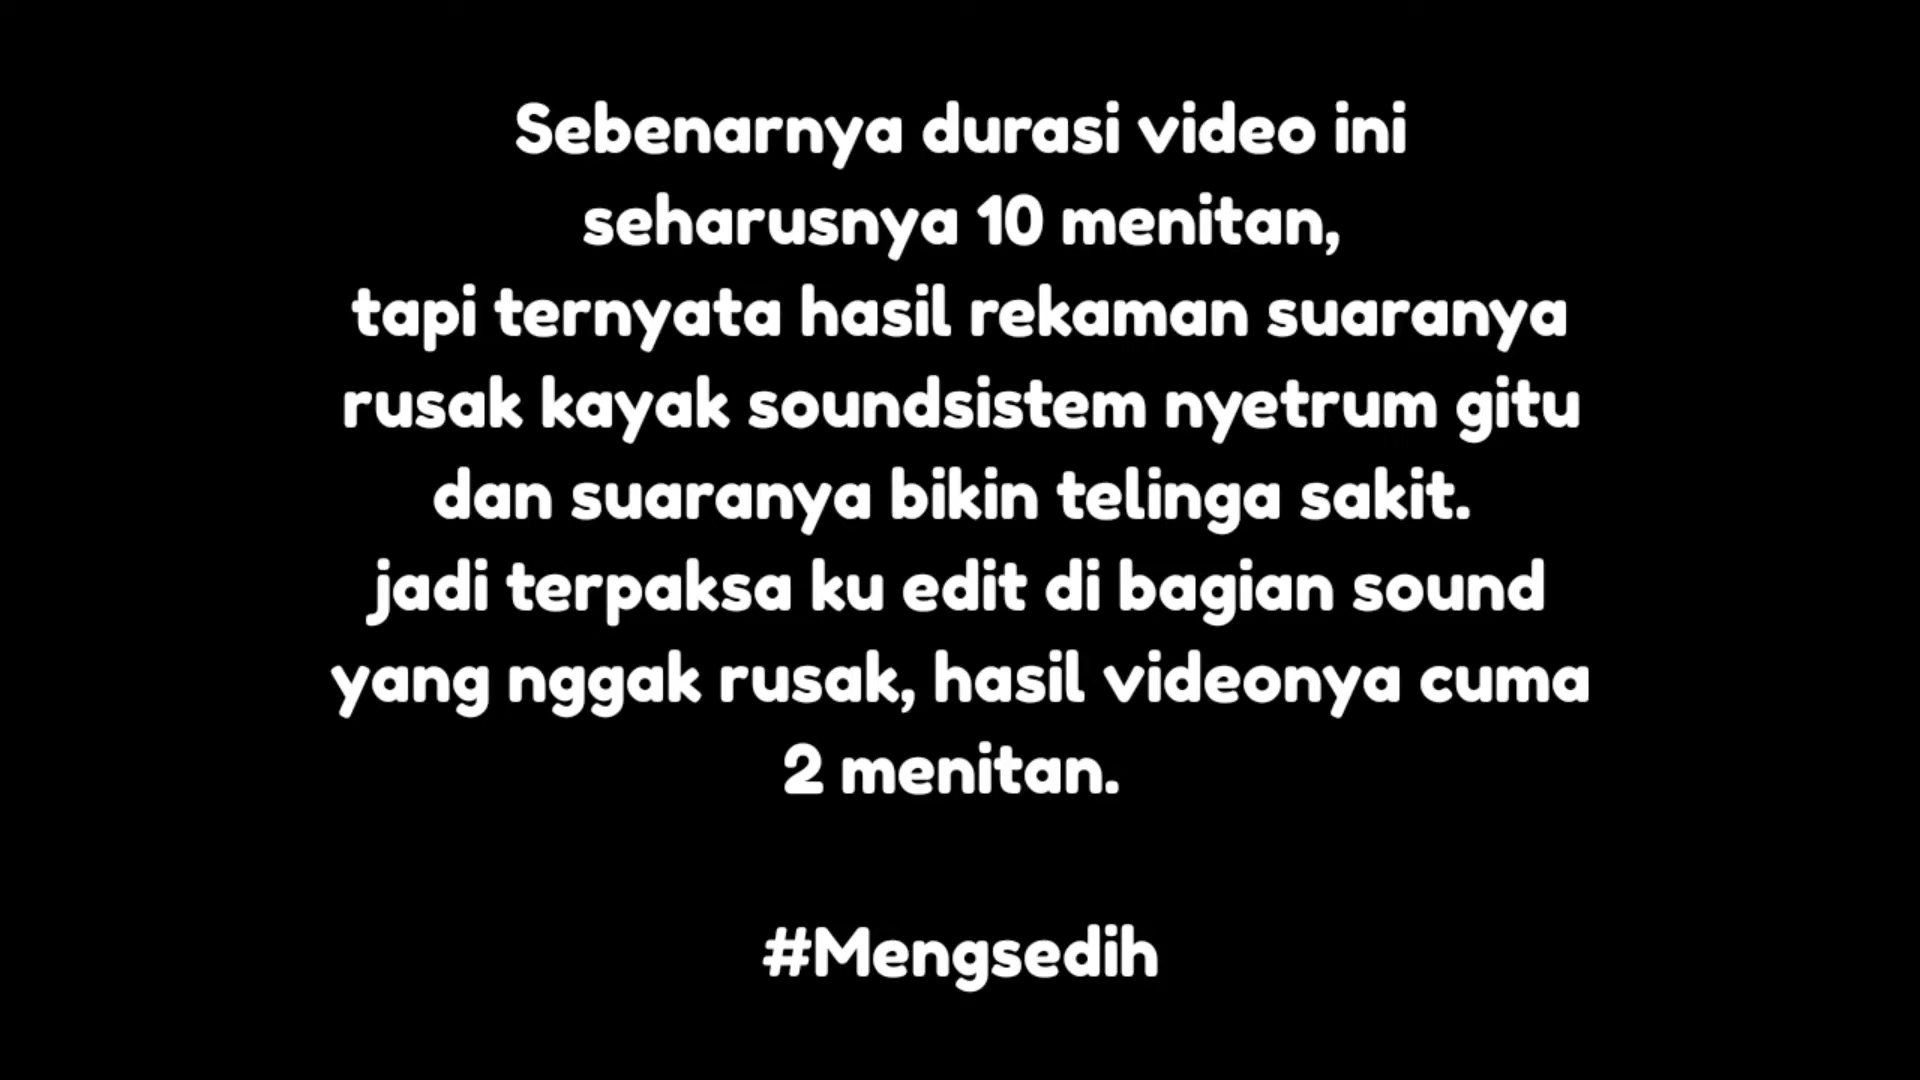 Sebenarnya durasi video ini
seharusnya 10 menitan,
tapi ternyata hasil rekaman suaranya
rusak kayak soundsistem nyetrum gitu
dan suaranya bikin telinga sakit.
jadi terpaksa ku edit di bagian sound
yang nggak rusak, hasil videonya cuma
2 menitan.
#Mengsedih